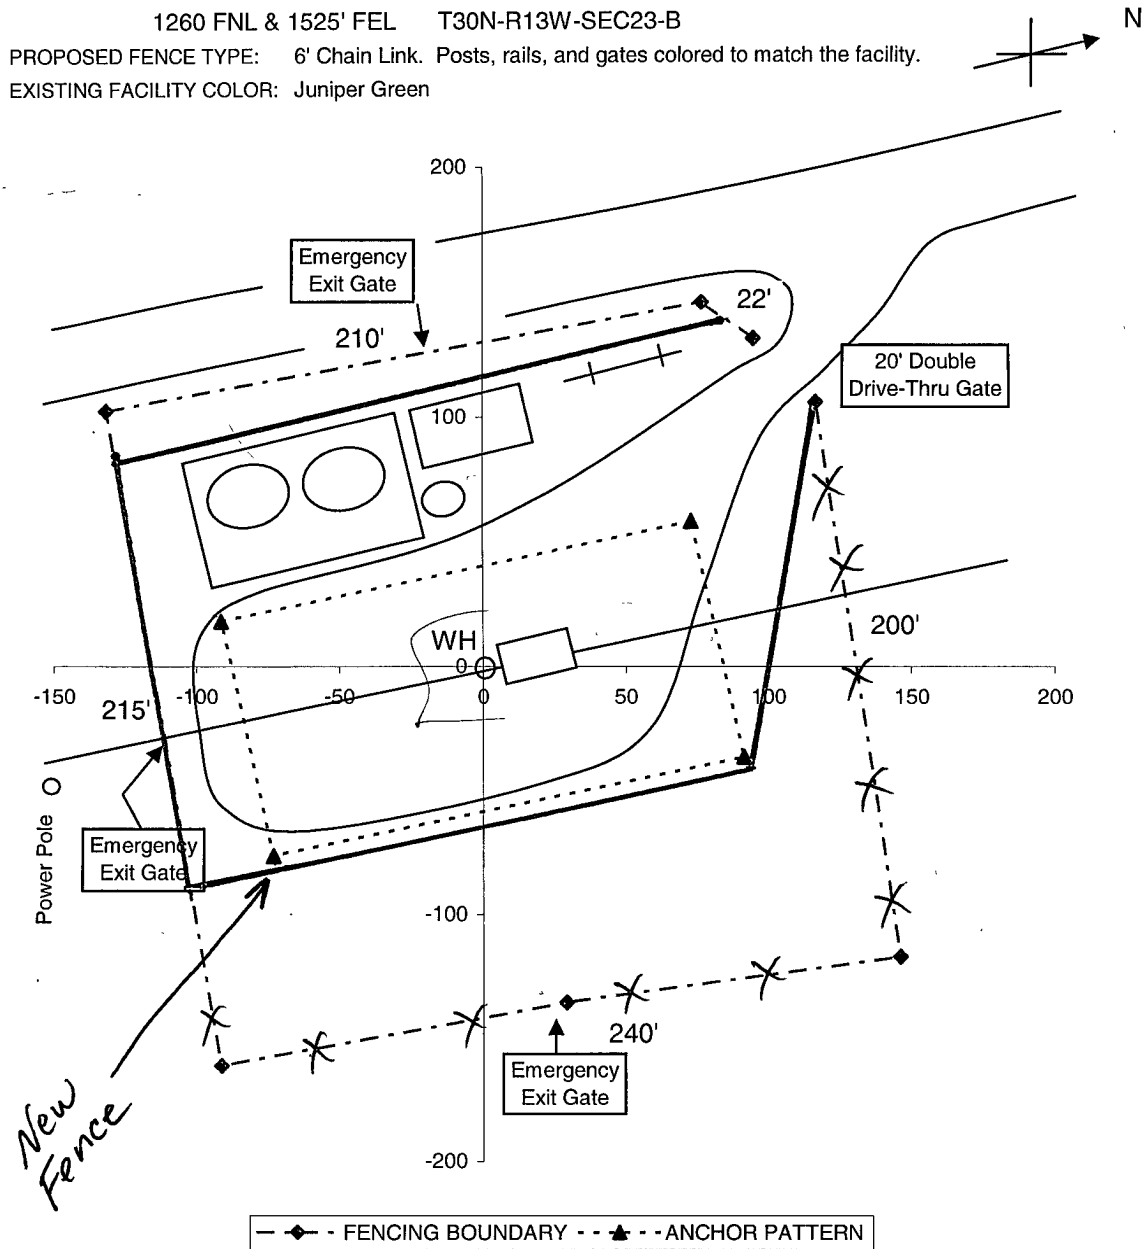 1260 FNL & 1525' FEL T30N-R13W-SEC23-B
N
PROPOSED FENCE TYPE: 6' Chain Link. Posts, rails, and gates colored to match the facility.
EXISTING FACILITY COLOR: Juniper Green
200
Emergency
Exit Gate
22'
210'
20' Double
Drive-Thru Gate
100
200'
WH
0
-150
-100
-50
0
50
100
150
200
215'
Power Pole
Emergency
Exit Gate
-100
240'
Emergency
Exit Gate
New
Fence
-200
FENCING BOUNDARY
ANCHOR PATTERN